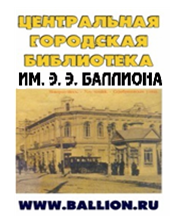 ЦЕНТРАЛЬНАЯ
ГОРОДСКАЯ
БИБЛИОТЕКА
ИМ. Э. Э. БАЛЛИОНА
WWW.BALLION.RU